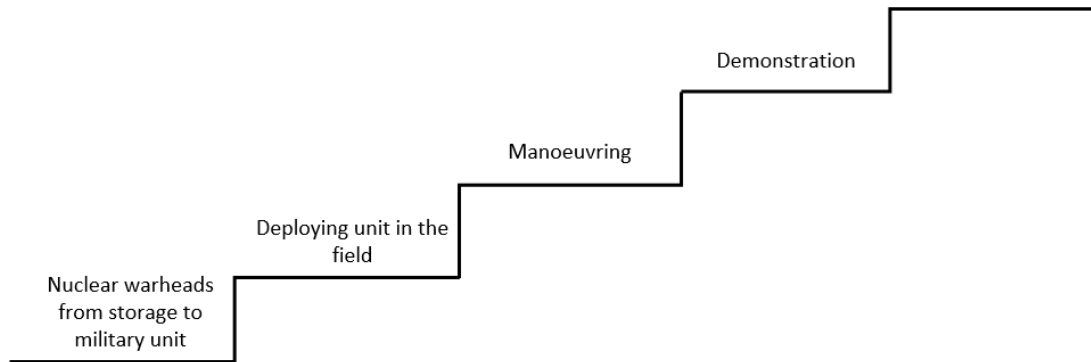 Demonstration
Manoeuvring
Deploying unit in the
field
Nuclear warheads
from storage to
military unit